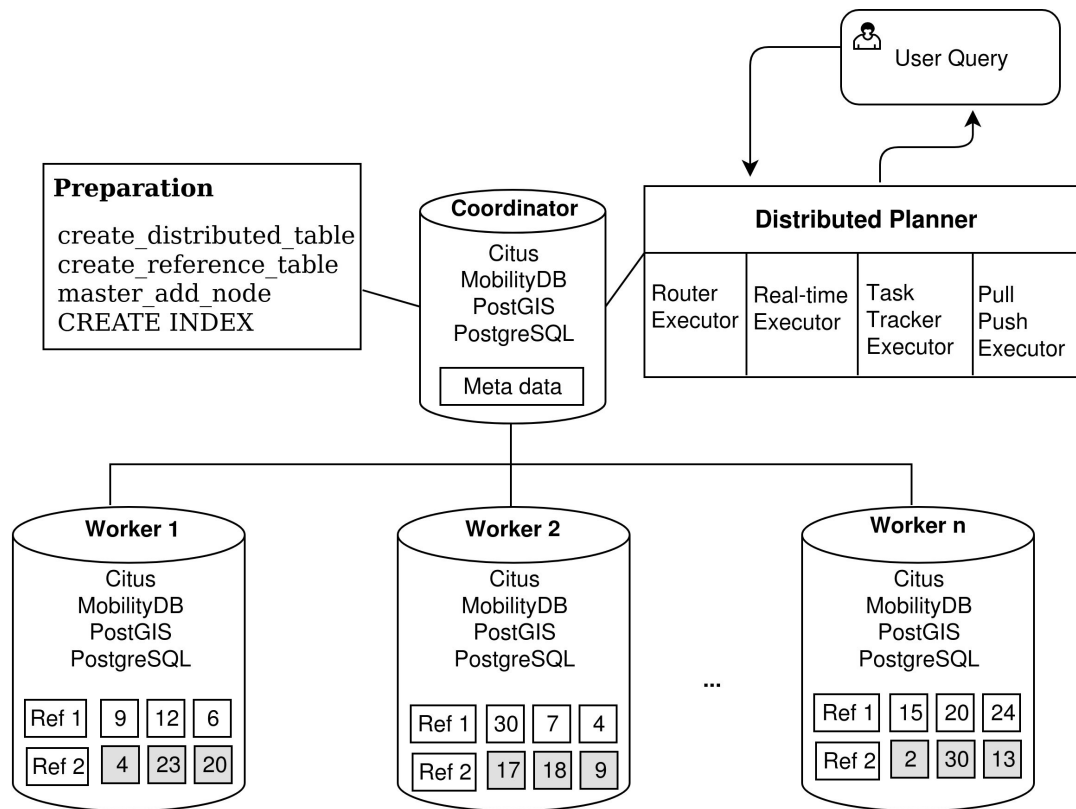 User Query
Preparation
create_distributed_table
create_reference_table
master_add_node
CREATE INDEX
Coordinator
Citus
MobilityDB
PostGIS
PostgreSQL
Meta data
Distributed Planner
Router
Executor
Real-time
Executor
Task
Tracker
Executor
Pull
Push
Executor
Worker 1
Citus
MobilityDB
PostGIS
PostgreSQL
Ref 1 9 12 6
Ref 2 4 23 20
Worker 2
Citus
MobilityDB
PostGIS
PostgreSQL
Ref 1 30 7 4
Ref 2 17 18 9
...
Worker n
Citus
MobilityDB
PostGIS
PostgreSQL
Ref 1 15 20 24
Ref 2 2 30 13